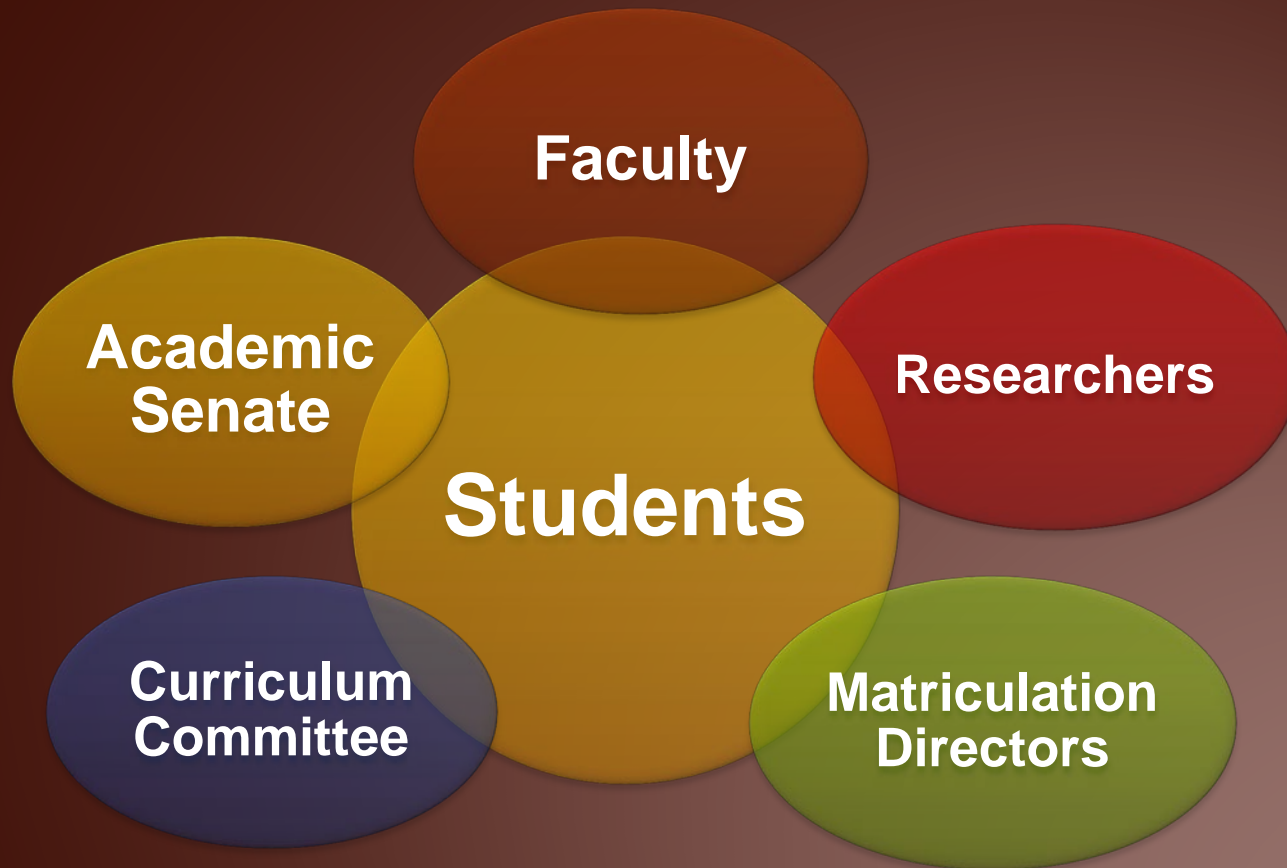 Faculty
Academic
Senate
Researchers
Students
Curriculum
Committee
Matriculation
Directors